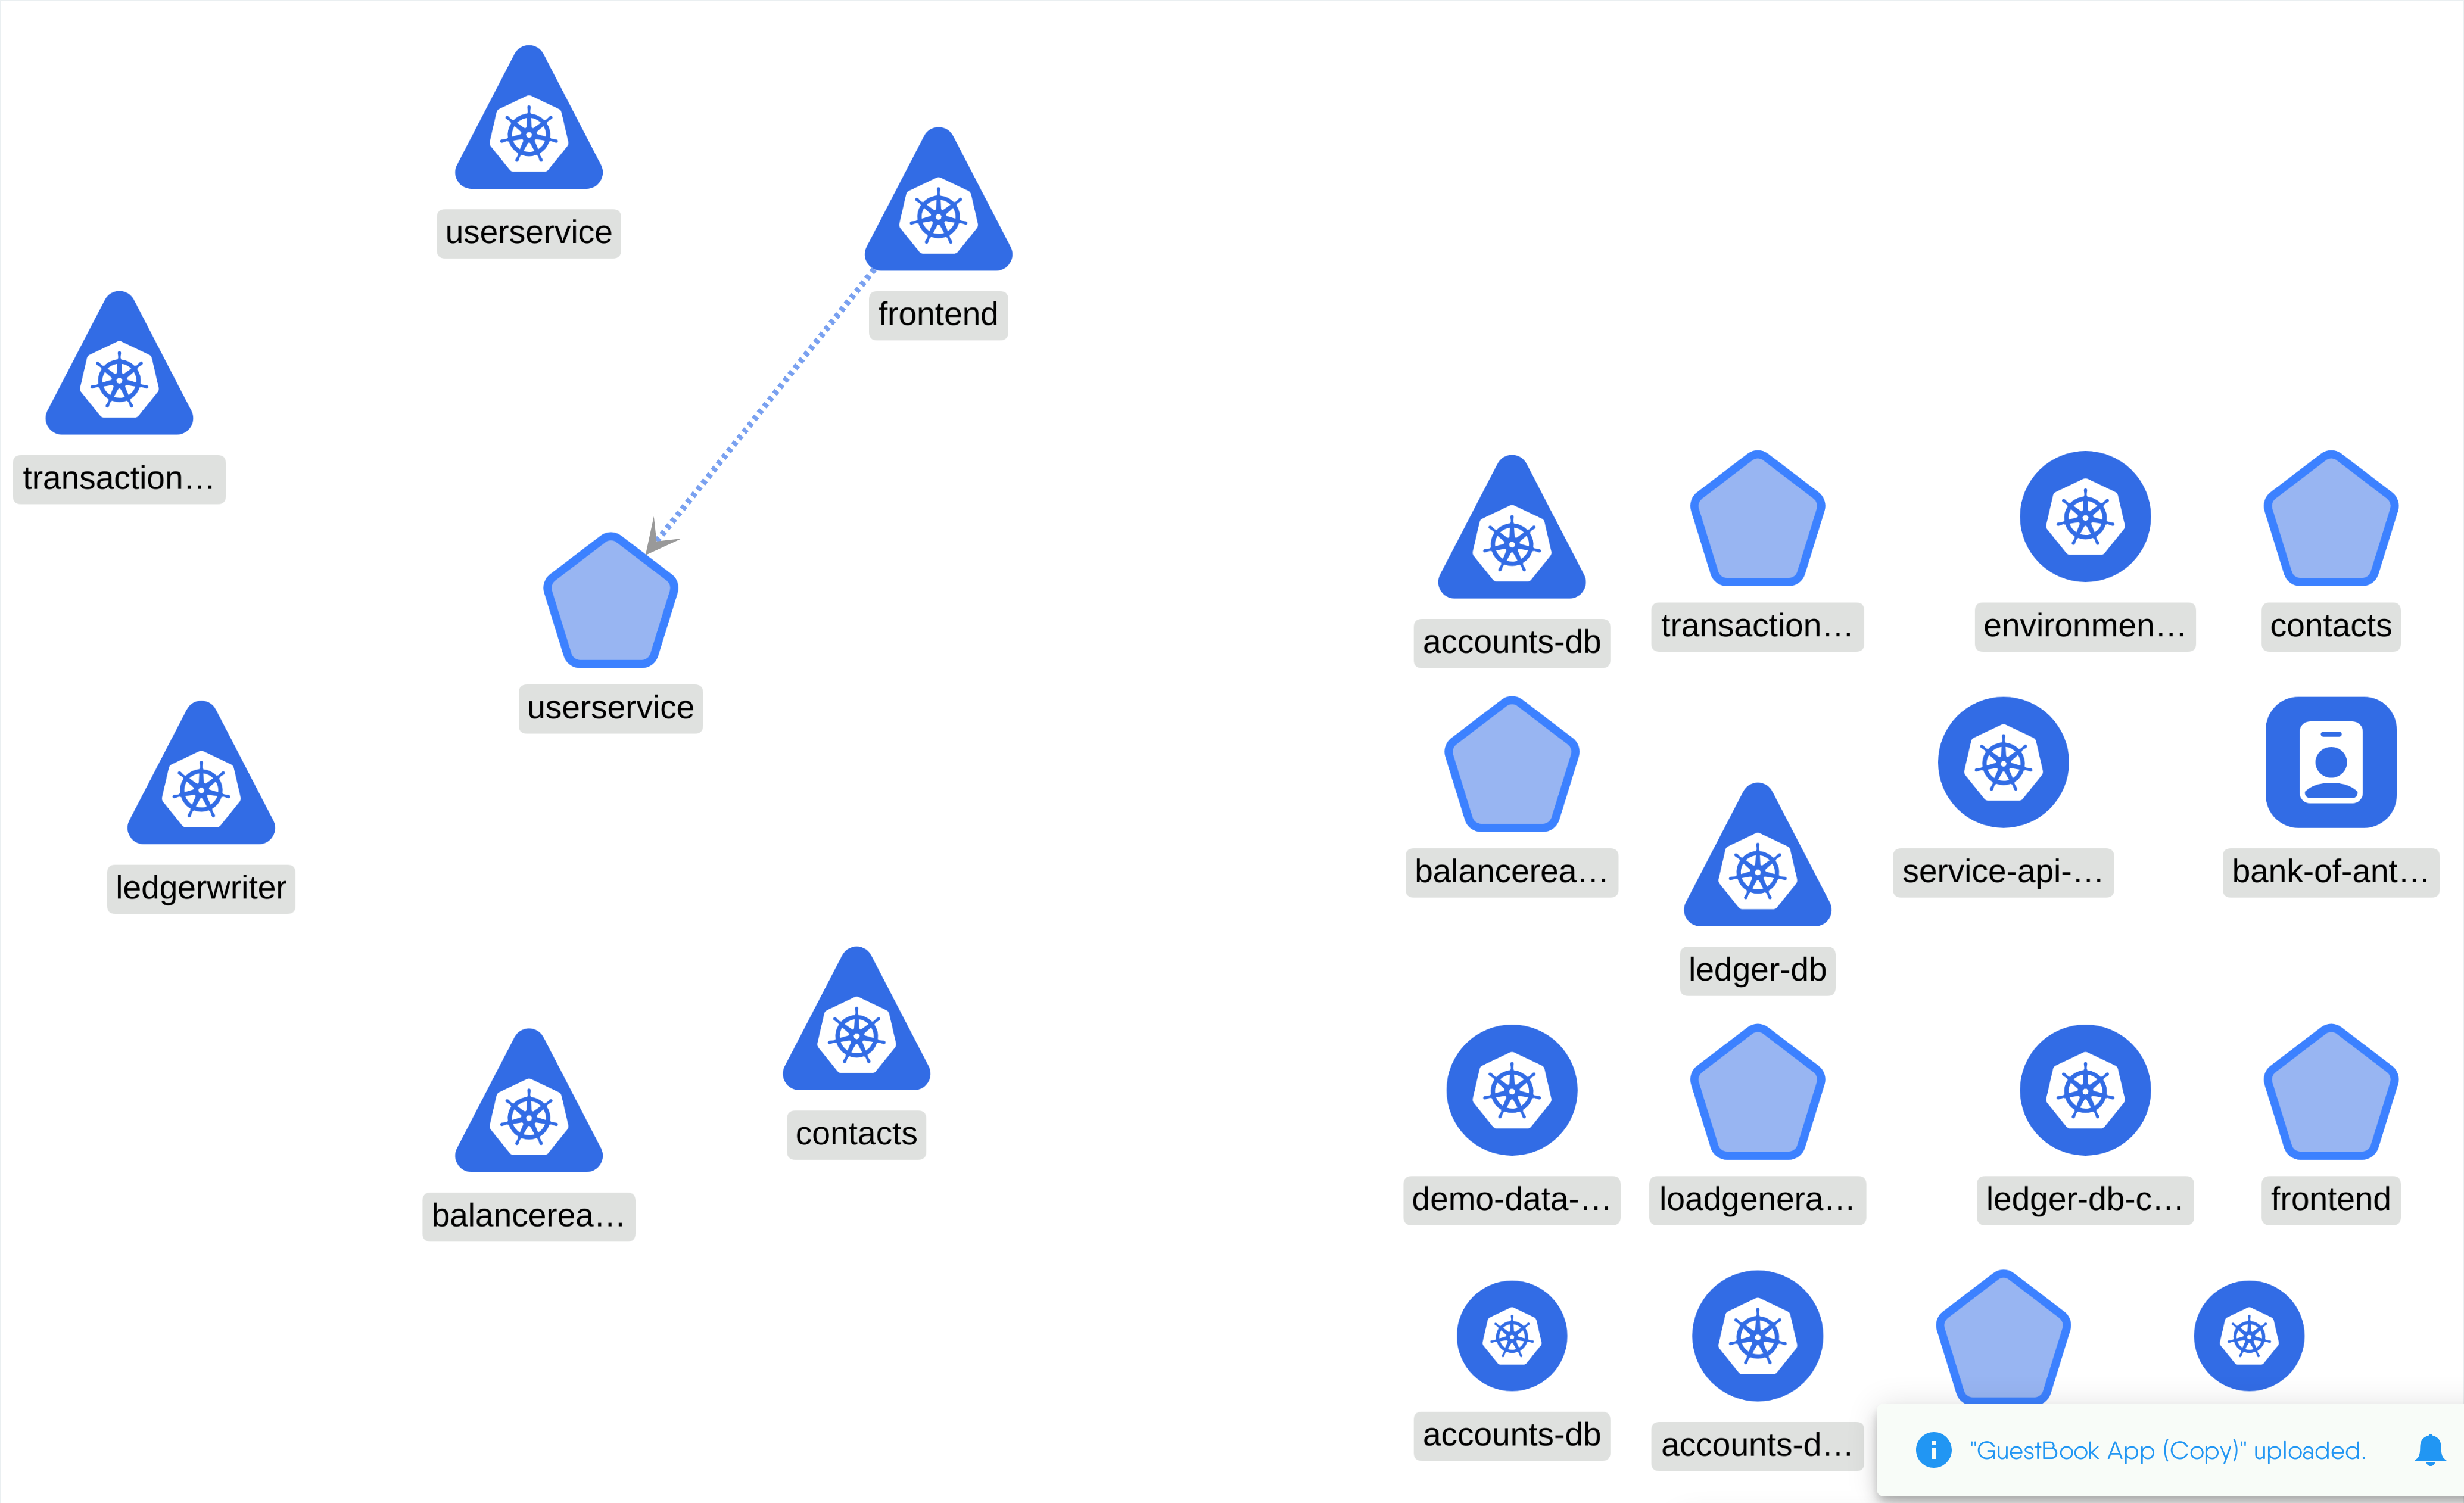 userservice
frontend
transaction…
userservice
ledgerwriter
contacts
balancerea…
accounts-db
transaction…
environmen…
contacts
balancerea…
service-api-…
bank-of-ant…
ledger-db
demo-data-…
loadgenera…
ledger-db-c…
frontend
accounts-db
accounts-d…
"GuestBook App (Copy)" uploaded.